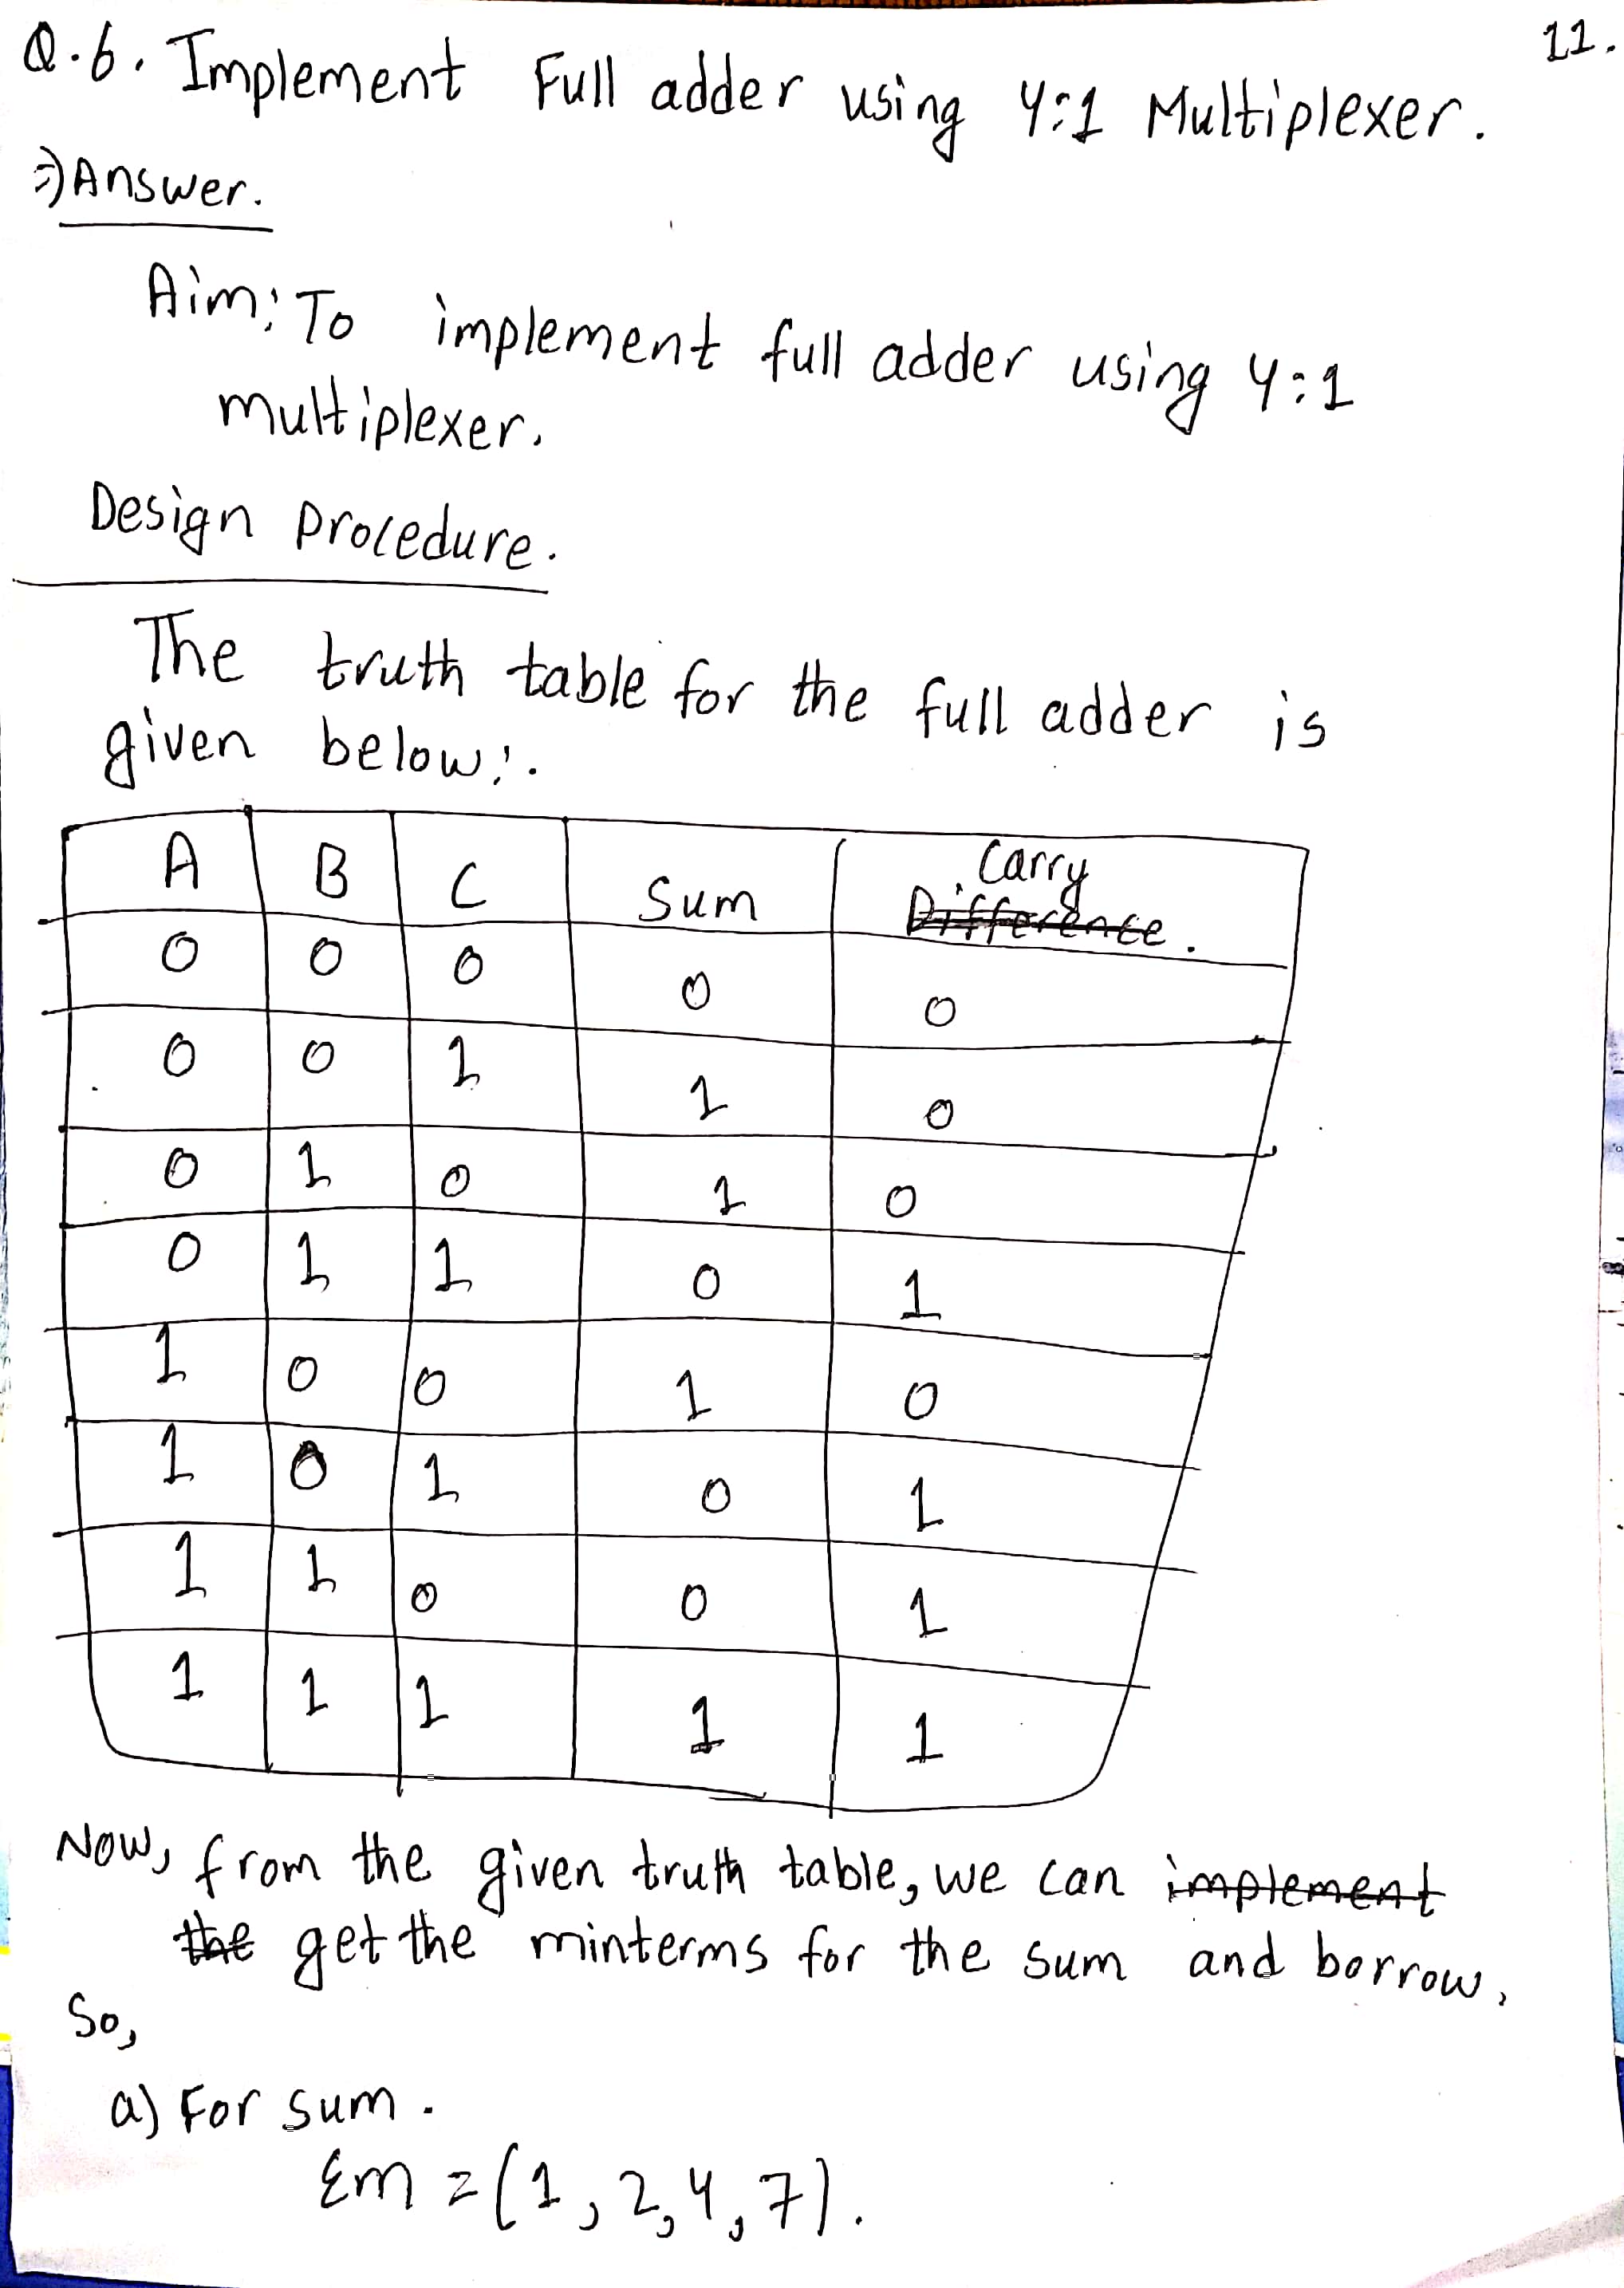 11.
Q.6. Implement Full adder using 4:1 Multiplexer.
⇒) Answer.
Aim: To implement full adder using 4:1
multiplexer.
Design Procedure.
The truth table for the full adder is
given below:.
A B C Sum Carry Difference.
0 0 0 0 0
0 0 1 1 0
0 1 0 1 0
0 1 1 0 1
1 0 0 1 0
1 0 1 0 1
1 1 0 0 1
1 1 1 1 1
Now, from the given truth table, we can implement
the get the minterms for the sum and borrow.
So,
a) For sum.
Σm = (1, 2, 4, 7).